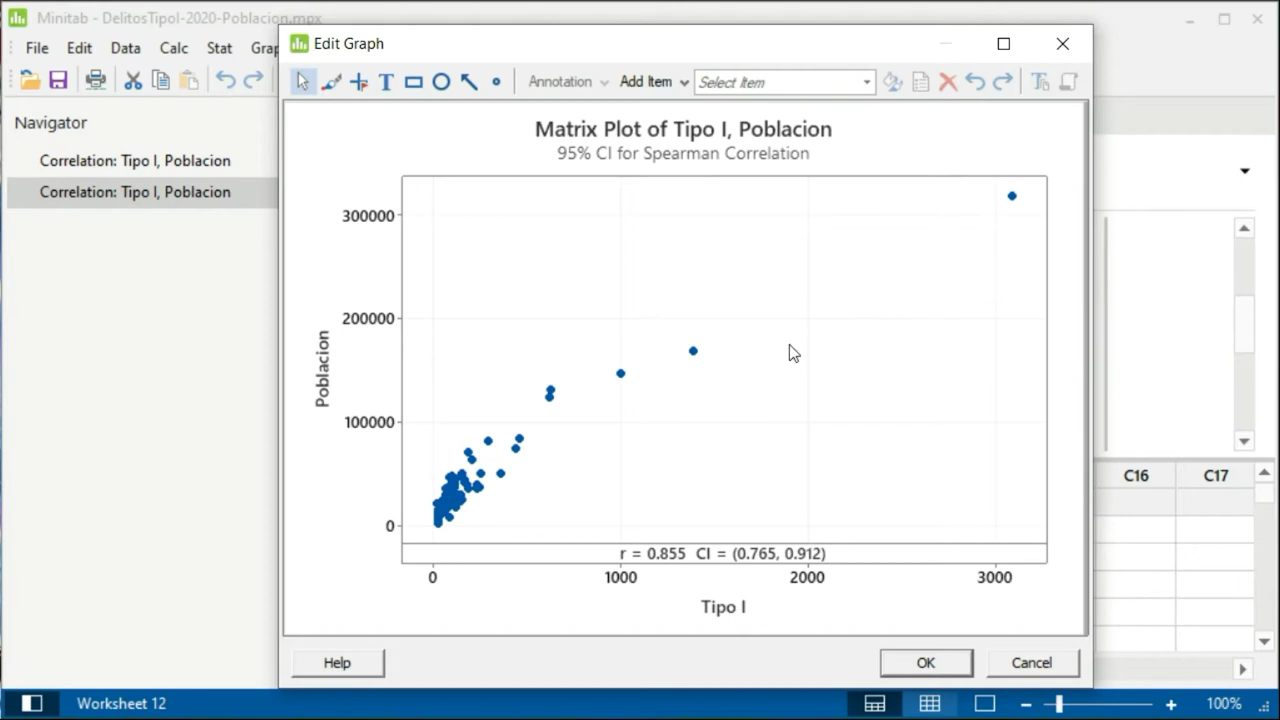 Minitab - DelitosTipoI-2020-Poblacion.mpx
File Edit Data Calc Stat Gra
Navigator
Correlation: Tipo I, Poblacion
Correlation: Tipo I, Poblacion
Edit Graph
T Annotation Add Item Select Item
Matrix Plot of Tipo I, Poblacion
95% CI for Spearman Correlation
300000
200000
100000
0
Poblacion
r = 0.855 CI = (0.765, 0.912)
0 1000 2000 3000
Tipo I
Help OK Cancel
C16 C17
Worksheet 12 100%